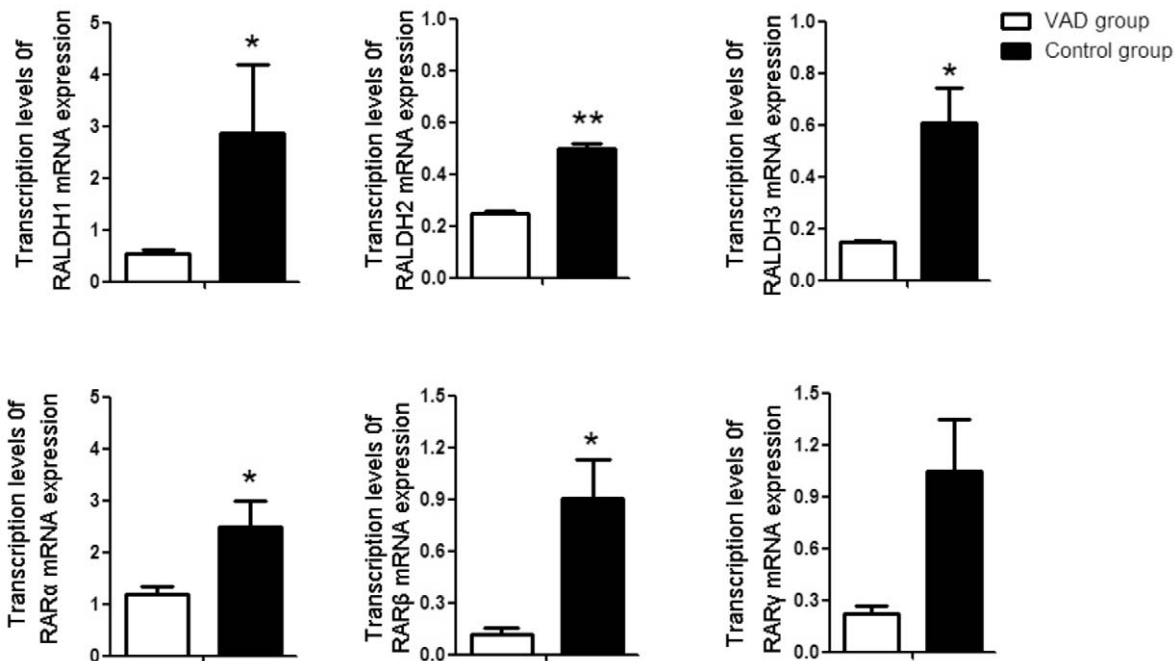 VAD group
Control group
Transcription levels 0f
RALDH1 mRNA expression
5
4
3
2
1
0
*
Transcription levels 0f
RALDH2 mRNA expression
1.0
0.8
0.6
0.4
0.2
0.0
**
Transcription levels 0f
RALDH3 mRNA expression
1.0
0.8
0.6
0.4
0.2
0.0
*
Transcription levels 0f
RARα mRNA expression
5
4
3
2
1
0
*
Transcription levels 0f
RARβ mRNA expression
1.5
1.2
0.9
0.6
0.3
0.0
*
Transcription levels 0f
RARγ mRNA expression
1.5
1.2
0.9
0.6
0.3
0.0